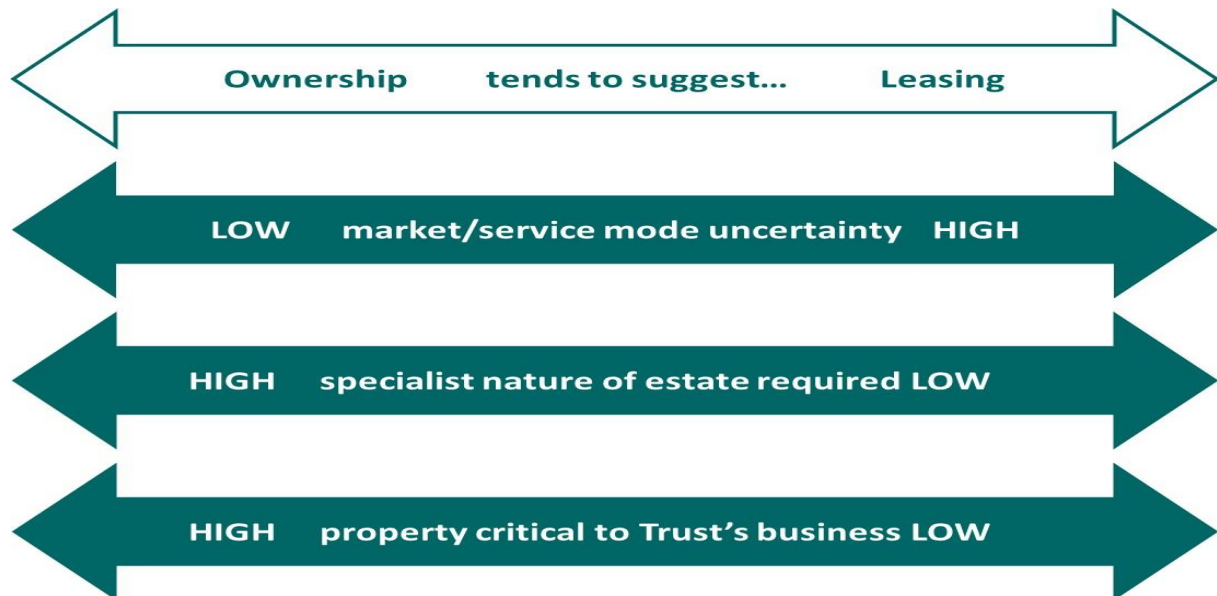 Ownership tends to suggest... Leasing
LOW market/service mode uncertainty HIGH
HIGH specialist nature of estate required LOW
HIGH property critical to Trust's business LOW